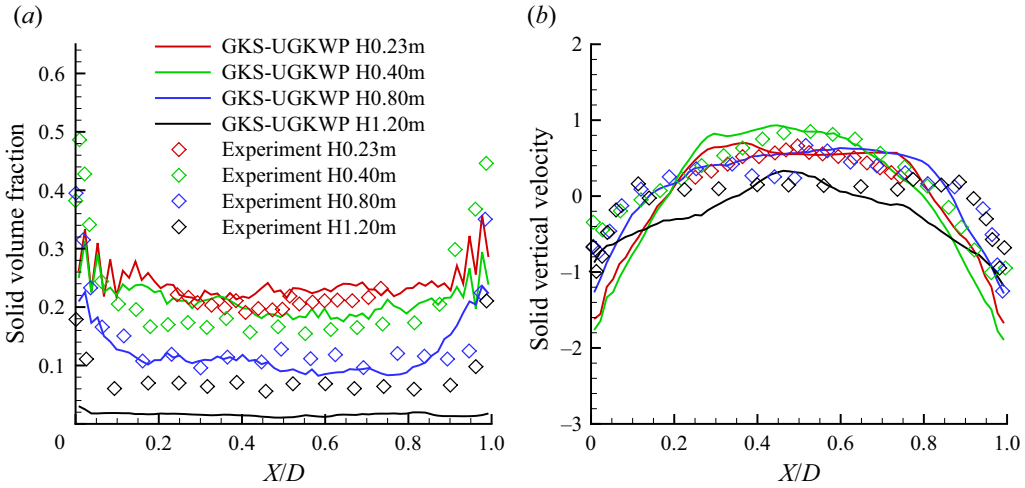 (a)
Solid volume fraction
0.6
0.5
0.4
0.3
0.2
0.1
0
0.2
0.4
0.6
0.8
1.0
X/D
GKS-UGKWP H0.23m
GKS-UGKWP H0.40m
GKS-UGKWP H0.80m
GKS-UGKWP H1.20m
Experiment H0.23m
Experiment H0.40m
Experiment H0.80m
Experiment H1.20m
(b)
Solid vertical velocity
2
1
0
−1
−2
−3
0
0.2
0.4
0.6
0.8
1.0
X/D